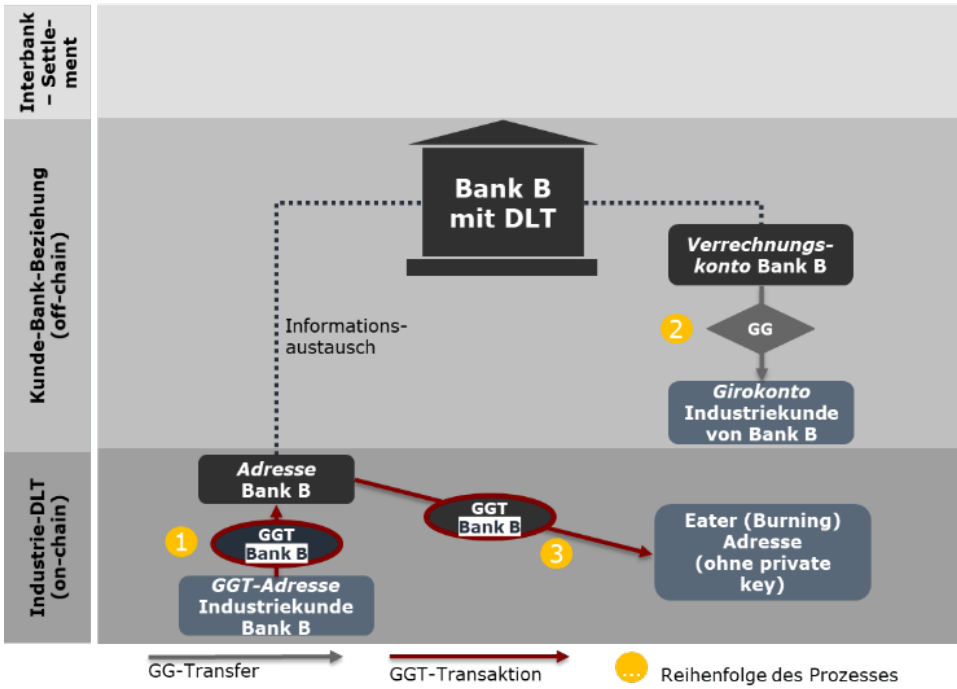 Interbank
– Settle-
ment
Kunde-Bank-Beziehung
(off-chain)
Industrie-DLT
(on-chain)
Bank B
mit DLT
Verrechnungs-
konto Bank B
2
GG
Girokonto
Industriekunde
von Bank B
Informations-
austausch
Adresse
Bank B
1
GGT
Bank B
GGT-Adresse
Industriekunde
Bank B
GGT
Bank B
3
Eater (Burning)
Adresse
(ohne private
key)
GG-Transfer
GGT-Transaktion
...
Reihenfolge des Prozesses